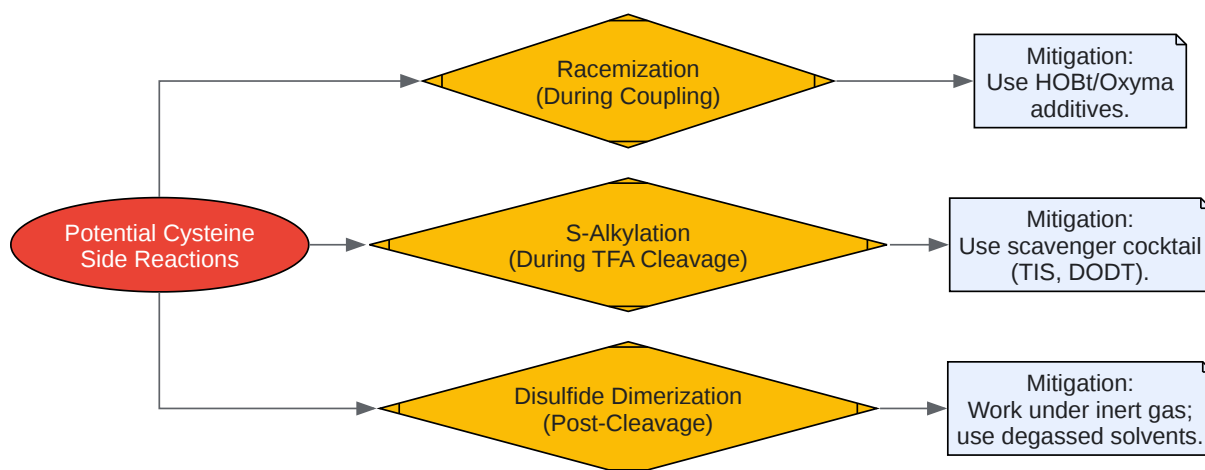 Potential Cysteine
Side Reactions
Racemization
(During Coupling)
Mitigation:
Use HOBt/Oxyma
additives.
S-Alkylation
(During TFA Cleavage)
Mitigation:
Use scavenger cocktail
(TIS, DODT).
Disulfide Dimerization
(Post-Cleavage)
Mitigation:
Work under inert gas;
use degassed solvents.